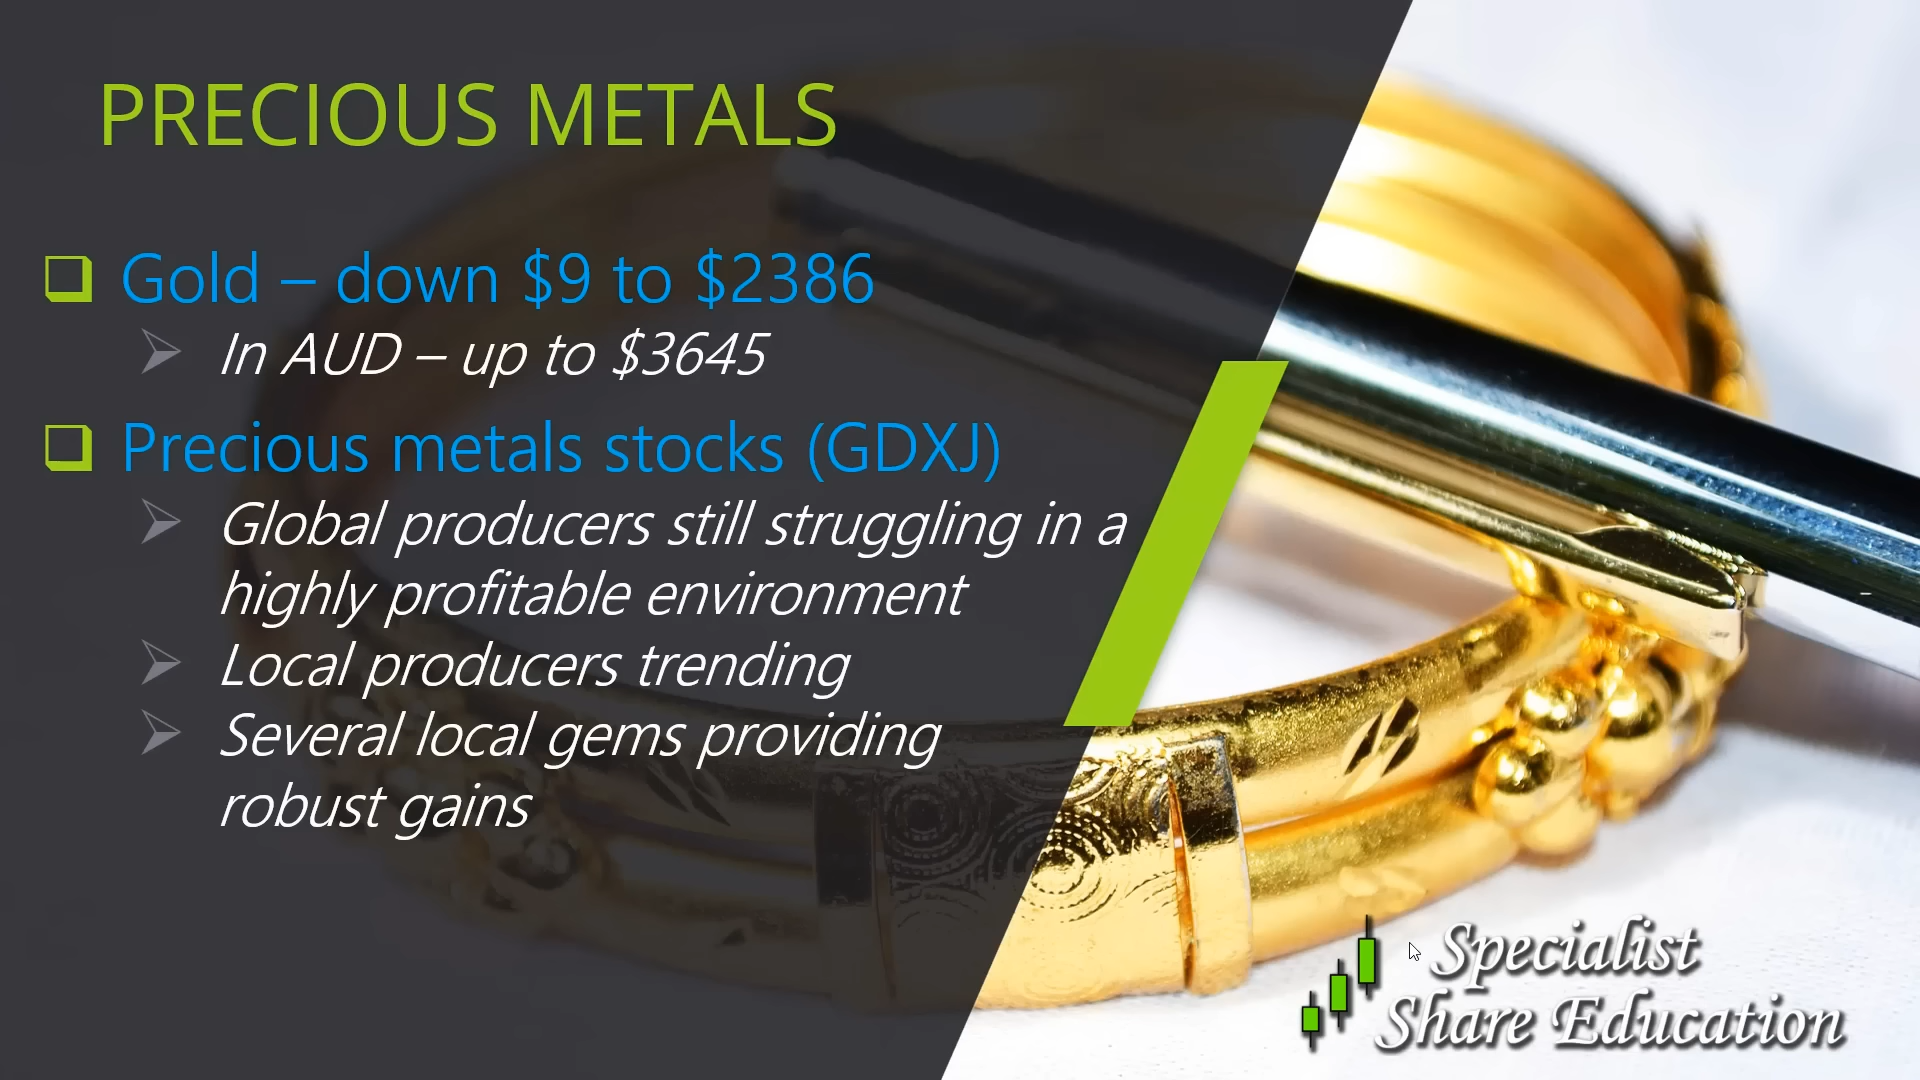 PRECIOUS METALS
Gold – down $9 to $2386
In AUD – up to $3645
Precious metals stocks (GDXJ)
Global producers still struggling in a
highly profitable environment
Local producers trending
Several local gems providing
robust gains
Specialist
Share Education